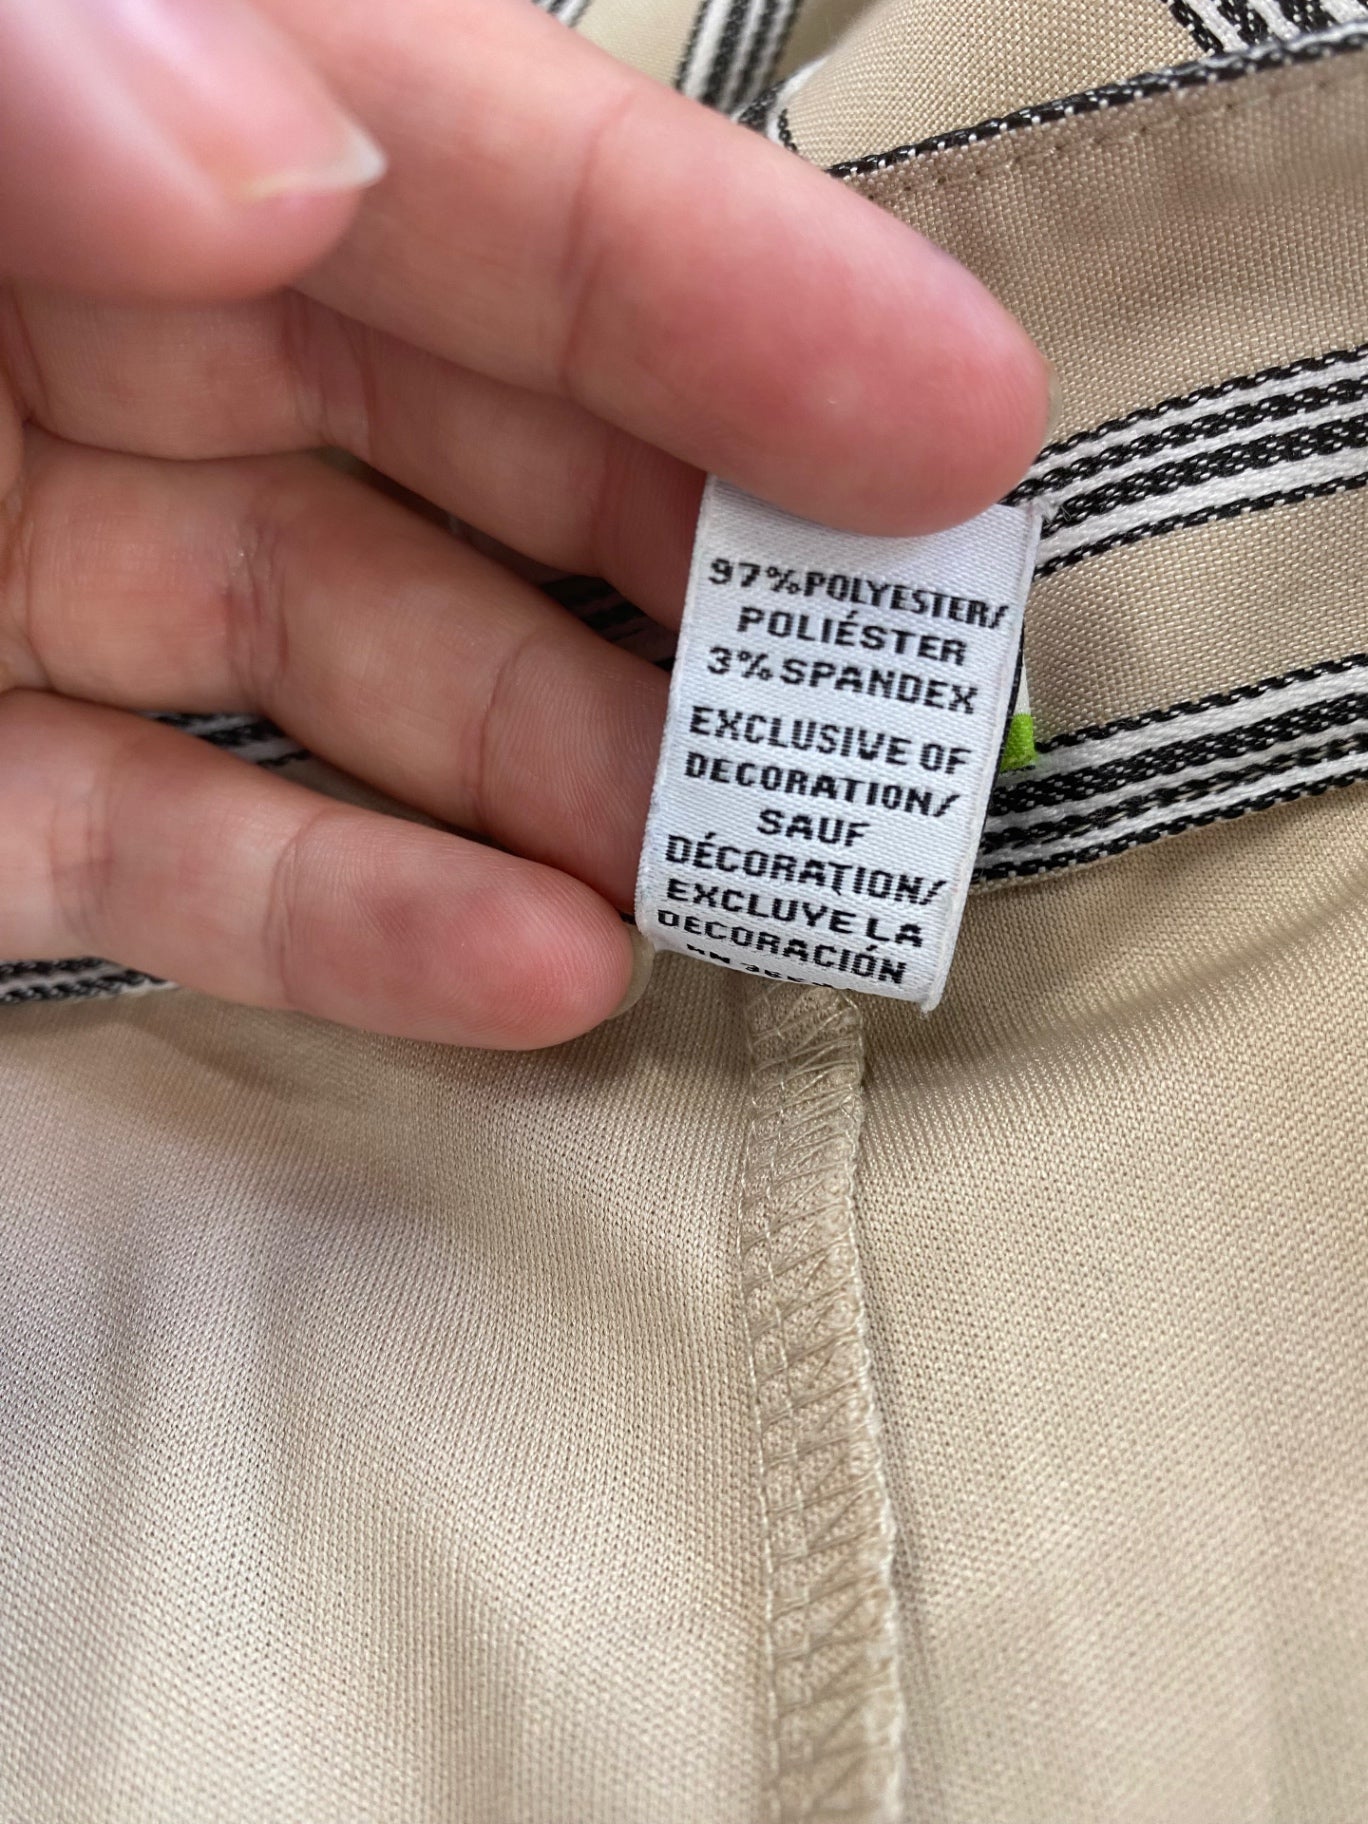 97%POLYESTER/
POLIÉSTER
3%SPANDEX
EXCLUSIVE OF
DECORATION/
SAUF
DÉCORATION/
EXCLUYE LA
DECORACIÓN